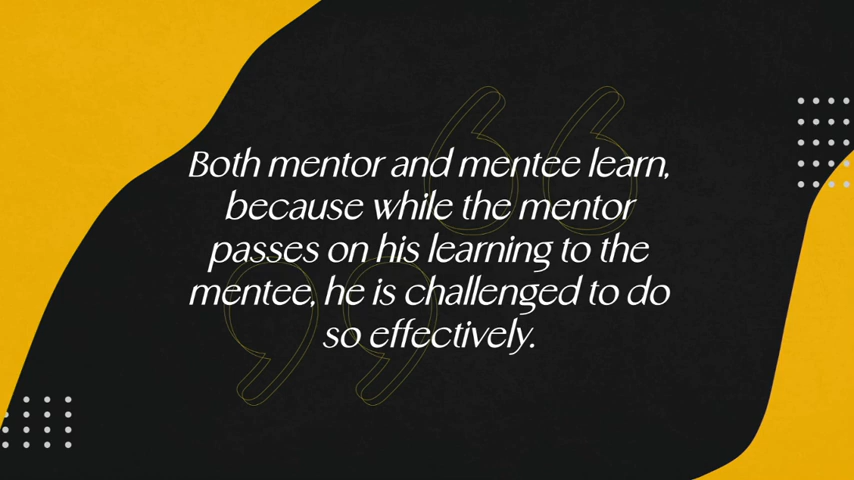 Both mentor and mentee learn,
because while the mentor
passes on his learning to the
mentee, he is challenged to do
so effectively.